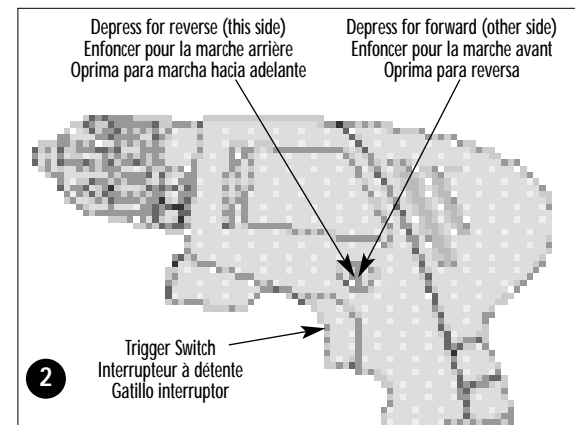 Depress for reverse (this side)
Enfoncer pour la marche arrière
Oprima para marcha hacia adelante
Depress for forward (other side)
Enfoncer pour la marche avant
Oprima para reversa
Trigger Switch
Interrupteur à détente
Gatillo interruptor
2